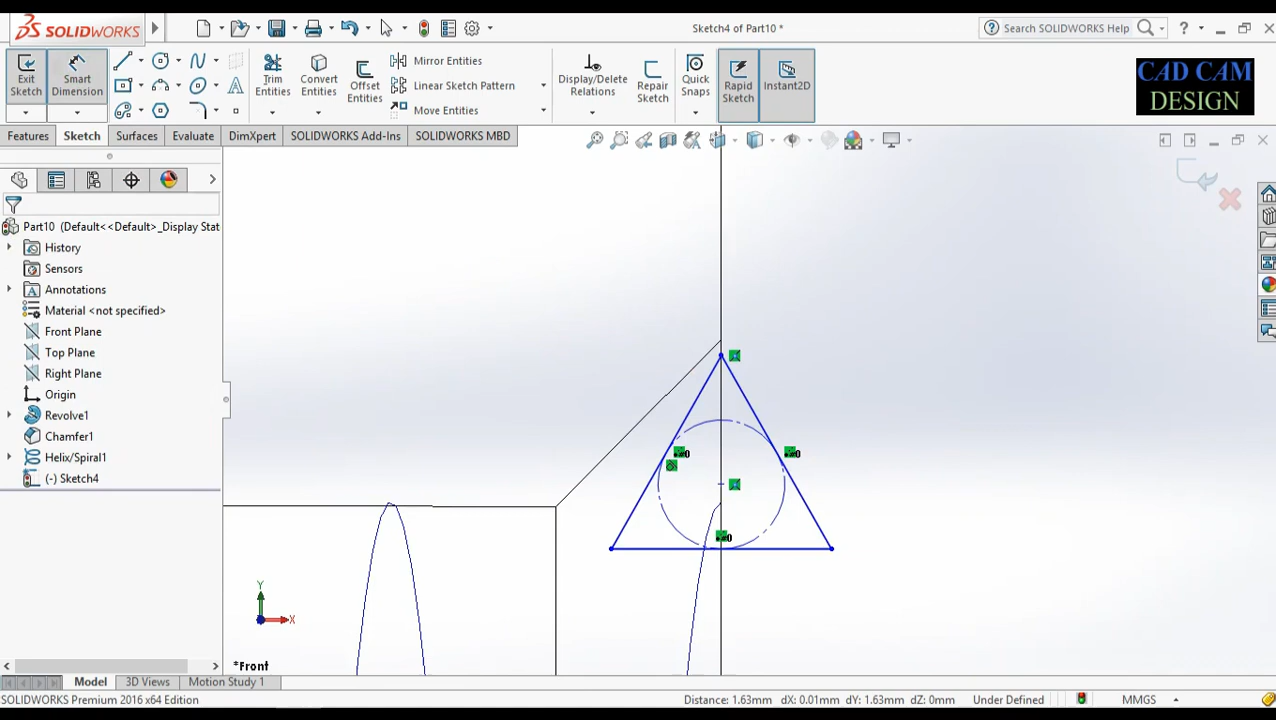 SOLIDWORKS
Sketch4 of Part10 *
Search SOLIDWORKS Help
Exit Sketch
Smart Dimension
Trim Entities
Convert Entities
Offset Entities
Mirror Entities
Linear Sketch Pattern
Move Entities
Display/Delete Relations
Repair Sketch
Quick Snaps
Rapid Sketch
Instant2D
CAD CAM
DESIGN
Features Sketch Surfaces Evaluate DimXpert SOLIDWORKS Add-Ins SOLIDWORKS MBD
Part10 (Default<<Default>_Display Stat
History
Sensors
Annotations
Material <not specified>
Front Plane
Top Plane
Right Plane
Origin
Revolve1
Chamfer1
Helix/Spiral1
(-) Sketch4
Y
X
*Front
Model 3D Views Motion Study 1
SOLIDWORKS Premium 2016 x64 Edition
Distance: 1.63mm dX: 0.01mm dY: 1.63mm dZ: 0mm Under Defined MMGS